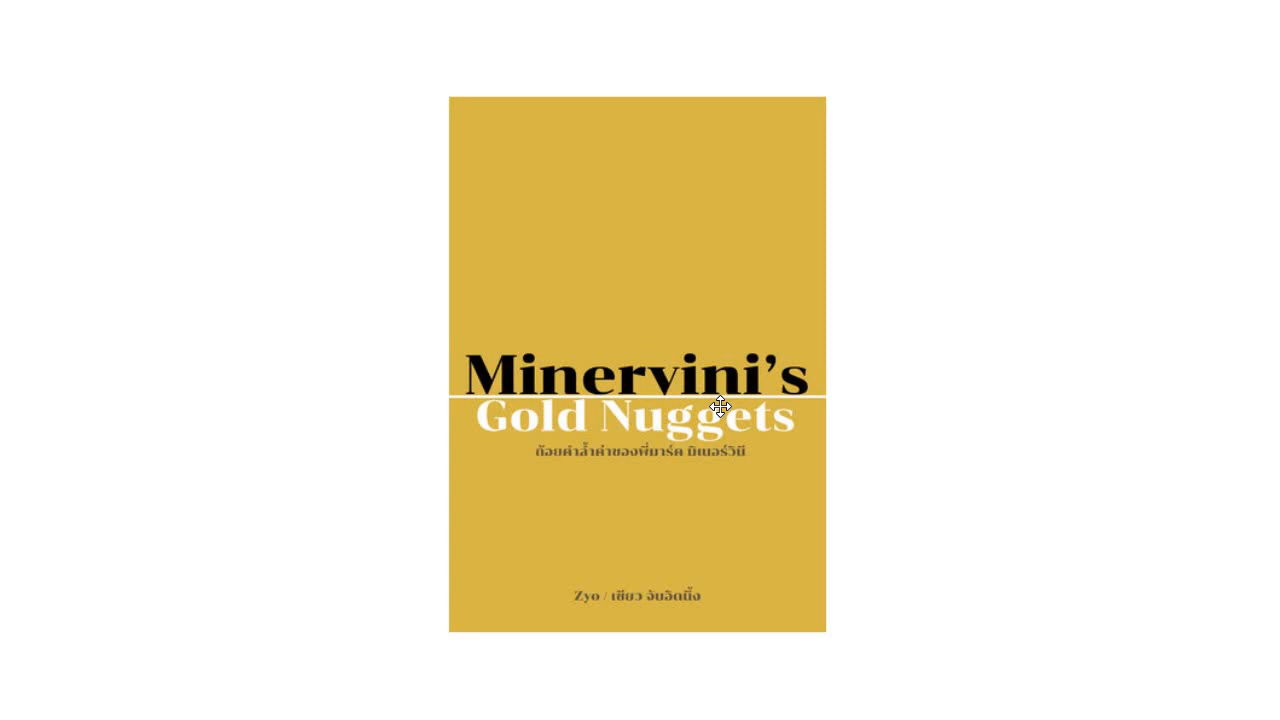 Minervini’s
Gold Nuggets
ถ้อยคำล้ำค่าของพี่มาร์ค มิเนอร์วินี
Zyo / เซียว จับอิดนึ้ง